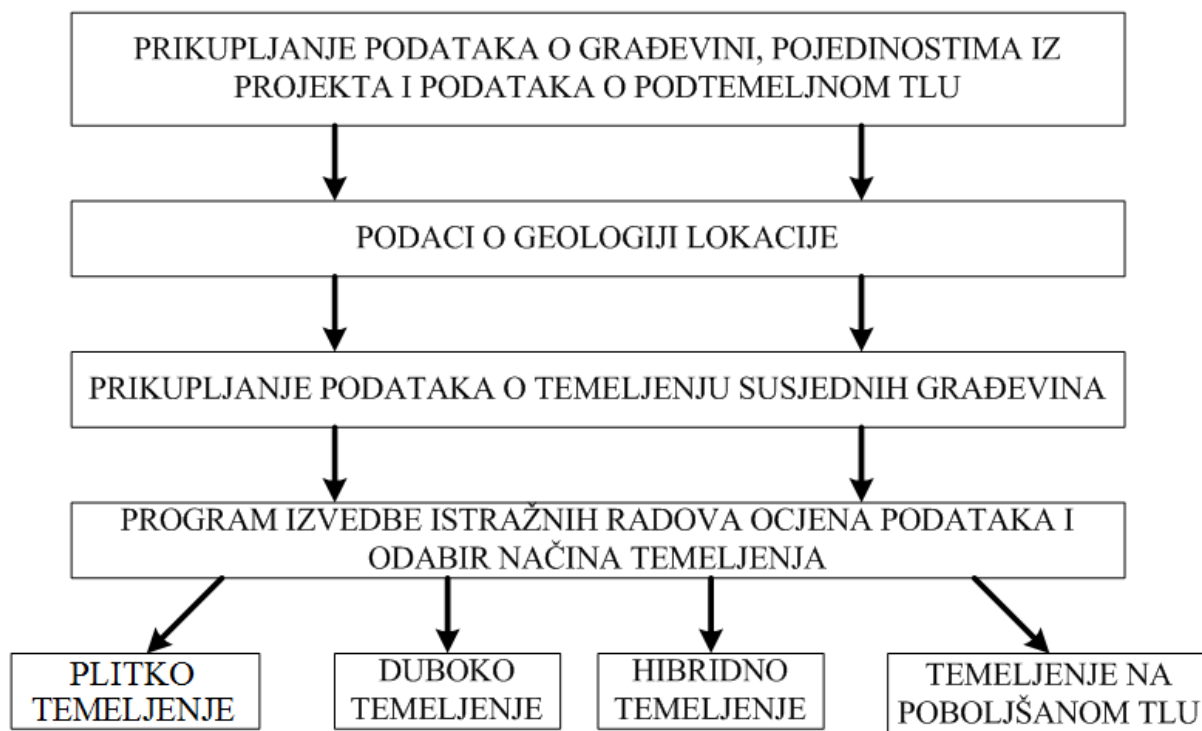 PRIKUPLJANJE PODATAKA O GRAĐEVINI, POJEDINOSTIMA IZ
PROJEKTA I PODATAKA O PODTEMELJNOM TLU
PODACI O GEOLOGIJI LOKACIJE
PRIKUPLJANJE PODATAKA O TEMELJENJU SUSJEDNIH GRAĐEVINA
PROGRAM IZVEDBE ISTRAŽNIH RADOVA OCJENA PODATAKA I
ODABIR NAČINA TEMELJENJA
PLITKO
TEMELJENJE
DUBOKO
TEMELJENJE
HIBRIDNO
TEMELJENJE
TEMELJENJE NA
POBOLJŠANOM TLU